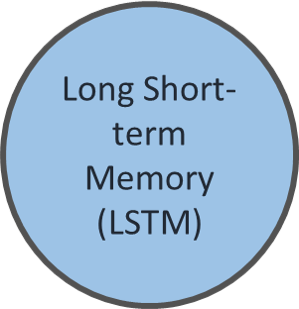 Long Short-
term
Memory
(LSTM)